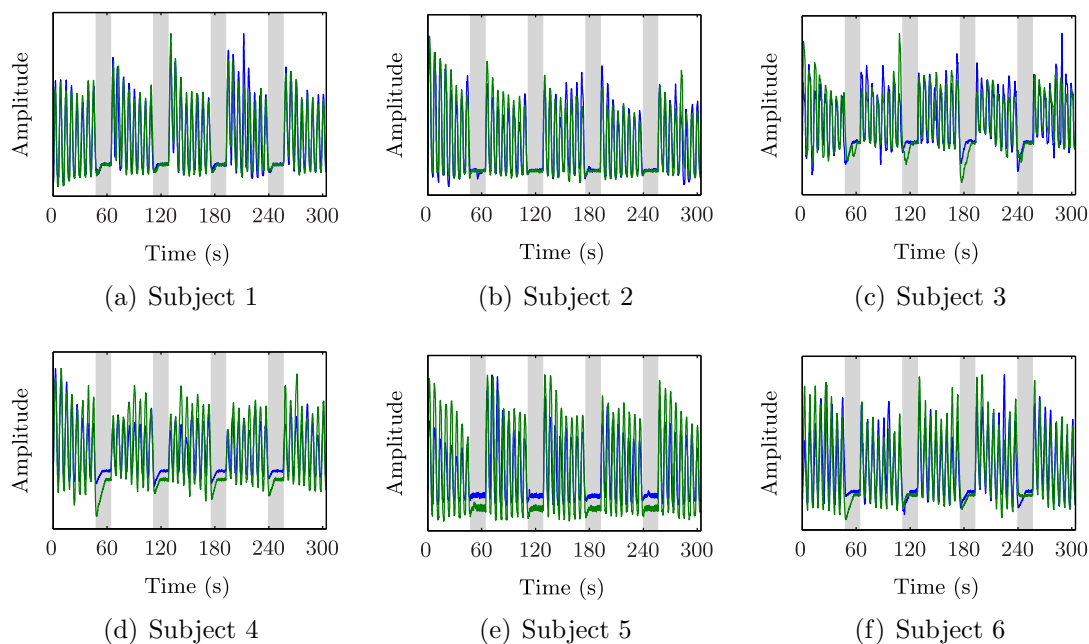 Amplitude
0 60 120 180 240 300
Time (s)
(a) Subject 1
Amplitude
0 60 120 180 240 300
Time (s)
(b) Subject 2
Amplitude
0 60 120 180 240 300
Time (s)
(c) Subject 3
Amplitude
0 60 120 180 240 300
Time (s)
(d) Subject 4
Amplitude
0 60 120 180 240 300
Time (s)
(e) Subject 5
Amplitude
0 60 120 180 240 300
Time (s)
(f) Subject 6